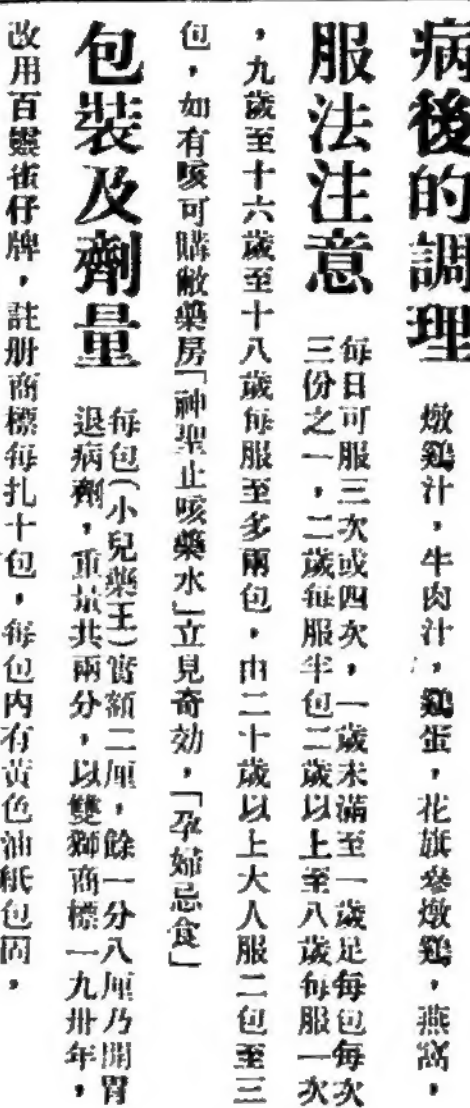 病後的調理
燉鷄汁，牛肉汁，鷄蛋，花旗參燉鷄，燕窩，
服法注意
每日可服三次或四次，一歲未滿至一歲足每包每次
三份之一，二歲每服半包二歲以上至八歲每服一次
，九歲至十六歲至十八歲每服至多兩包，由二十歲以上大人服二包至三
包，如有咳可購敝藥房「神聖止咳藥水」立見奇効，「孕婦忌食」
包裝及劑量
每包（小兒藥王）實額二厘，餘一分八厘乃開胃
退病劑，重量共兩分，以雙獅商標一九卅年，
改用百靈雀仔牌，註册商標每扎十包，每包内有黃色油紙包固，